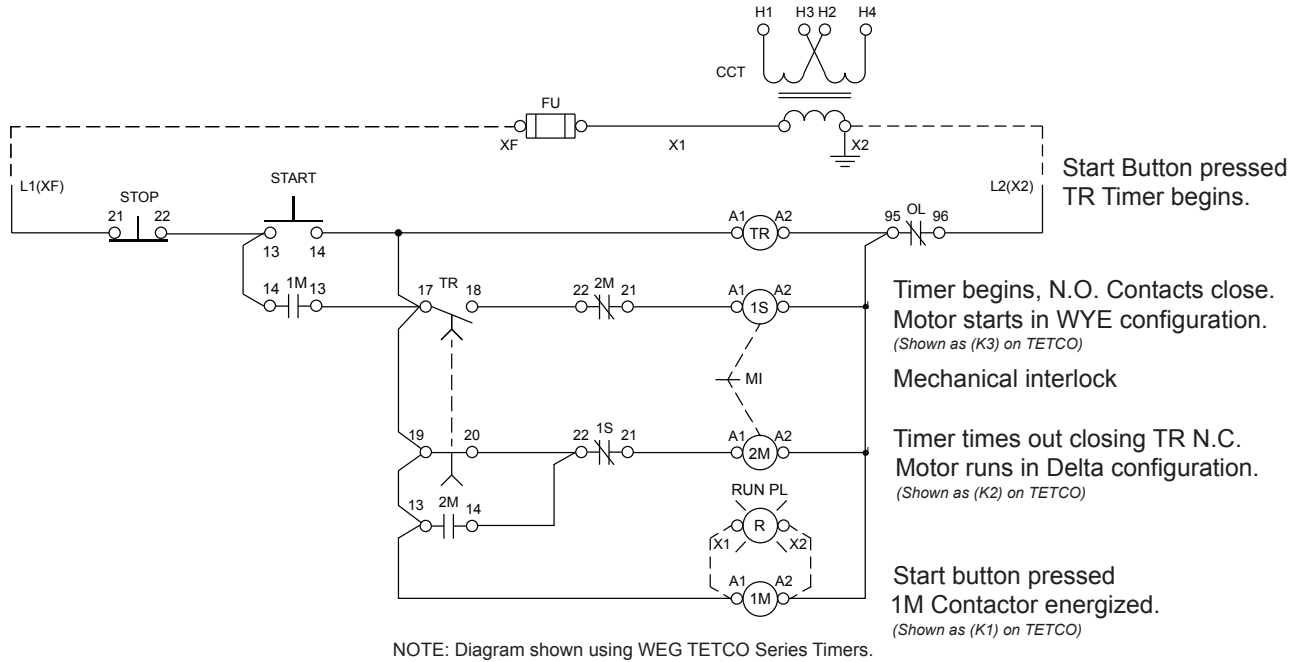 H1 H3 H2 H4
CCT
FU
XF X1 X2
L1(XF) L2(X2)
Start Button pressed
TR Timer begins.
STOP START
21 22 13 14 A1 TR A2 95 OL 96
14 1M 13 17 TR 18 22 2M 21 A1 1S A2
Timer begins, N.O. Contacts close.
Motor starts in WYE configuration.
(Shown as (K3) on TETCO)
MI
Mechanical interlock
19 20 22 1S 21 A1 2M A2
Timer times out closing TR N.C.
Motor runs in Delta configuration.
(Shown as (K2) on TETCO)
13 2M 14
RUN PL
X1 R X2
A1 1M A2
Start button pressed
1M Contactor energized.
(Shown as (K1) on TETCO)
NOTE: Diagram shown using WEG TETCO Series Timers.